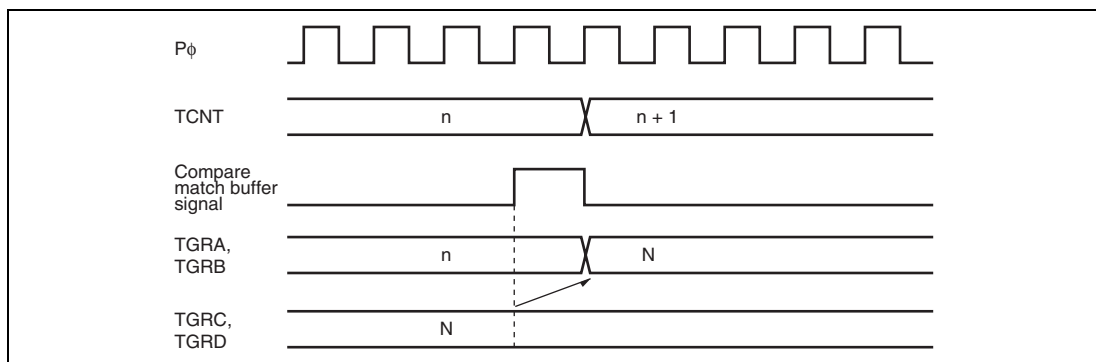 Pϕ
TCNT
n
n + 1
Compare
match buffer
signal
TGRA,
TGRB
n
N
TGRC,
TGRD
N